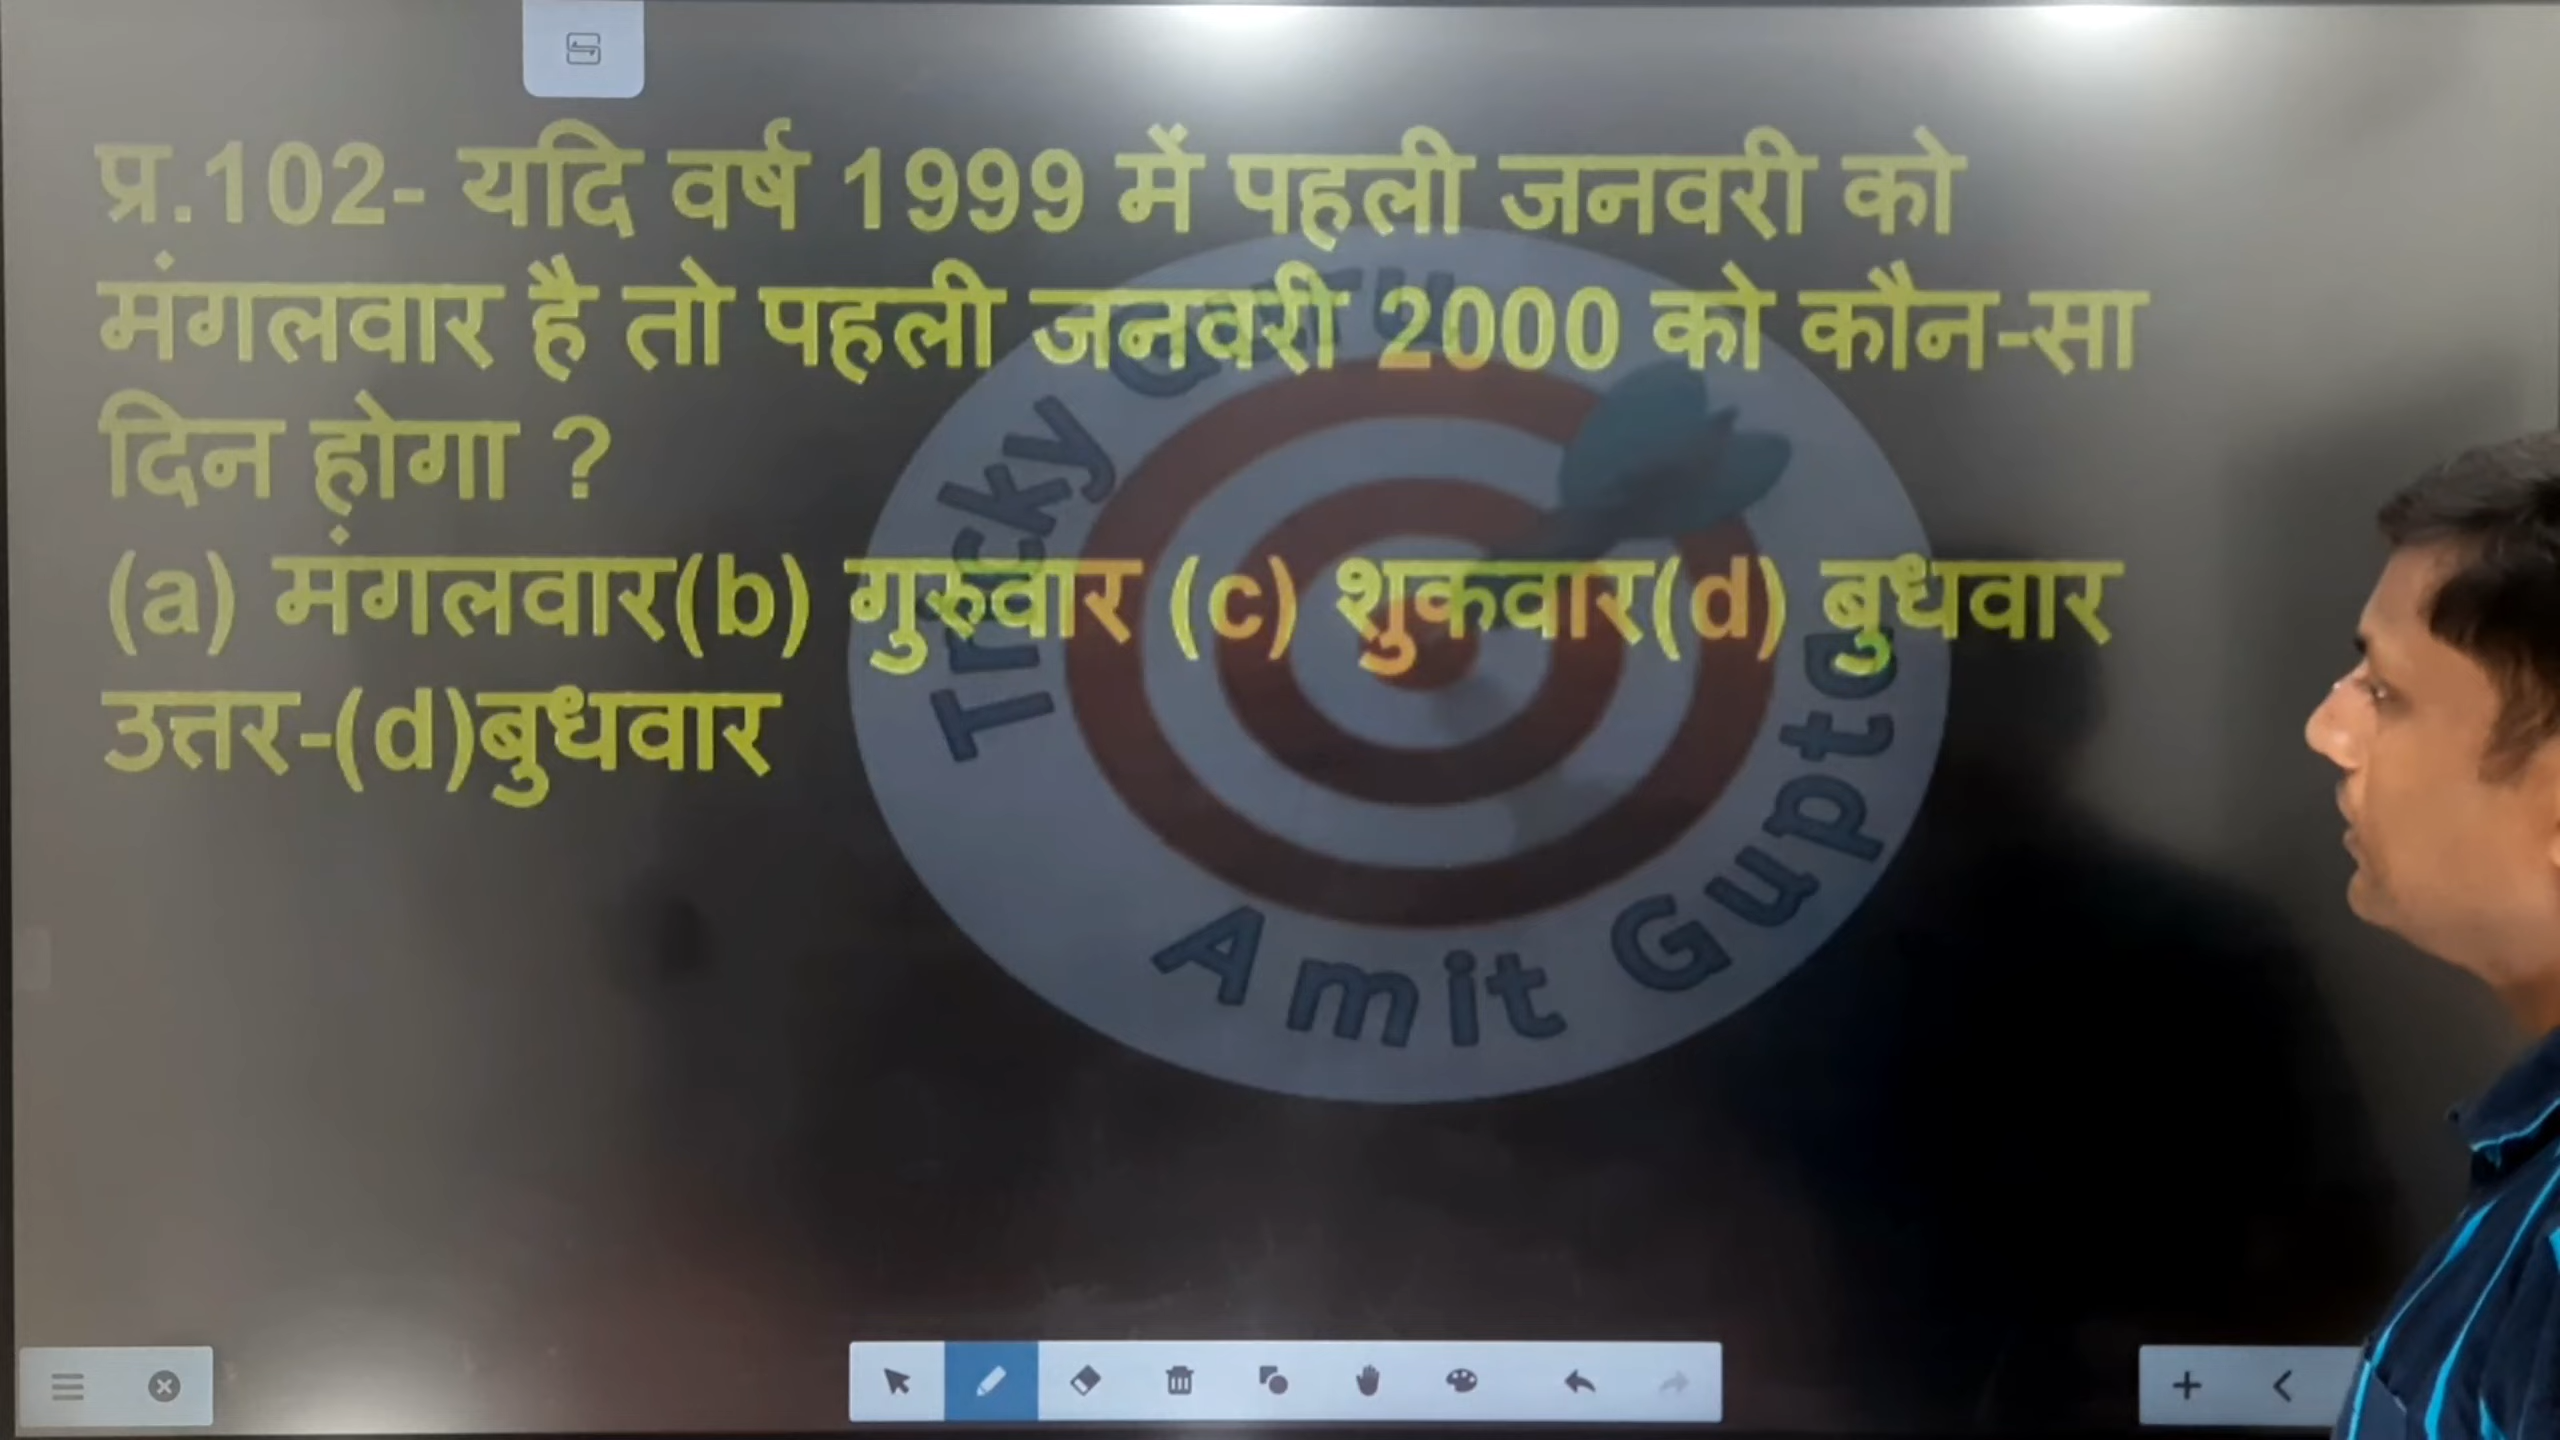 प्र.102- यदि वर्ष 1999 में पहली जनवरी को
मंगलवार है तो पहली जनवरी 2000 को कौन-सा
दिन होगा ?
(a) मंगलवार(b) गुरुवार (c) शुकवार(d) बुधवार
उत्तर-(d)बुधवार
Tricky Guru
Amit Gupta